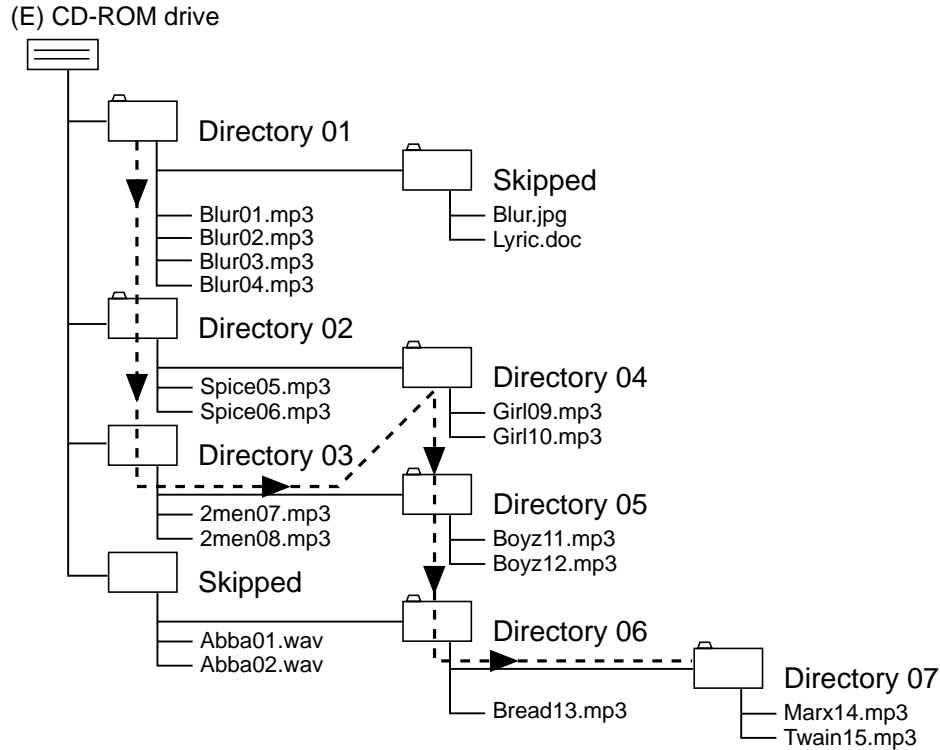 (E) CD-ROM drive
Directory 01
Skipped
Blur01.mp3
Blur02.mp3
Blur03.mp3
Blur04.mp3
Blur.jpg
Lyric.doc
Directory 02
Directory 04
Spice05.mp3
Spice06.mp3
Girl09.mp3
Girl10.mp3
Directory 03
Directory 05
2men07.mp3
2men08.mp3
Boyz11.mp3
Boyz12.mp3
Skipped
Directory 06
Abba01.wav
Abba02.wav
Bread13.mp3
Directory 07
Marx14.mp3
Twain15.mp3